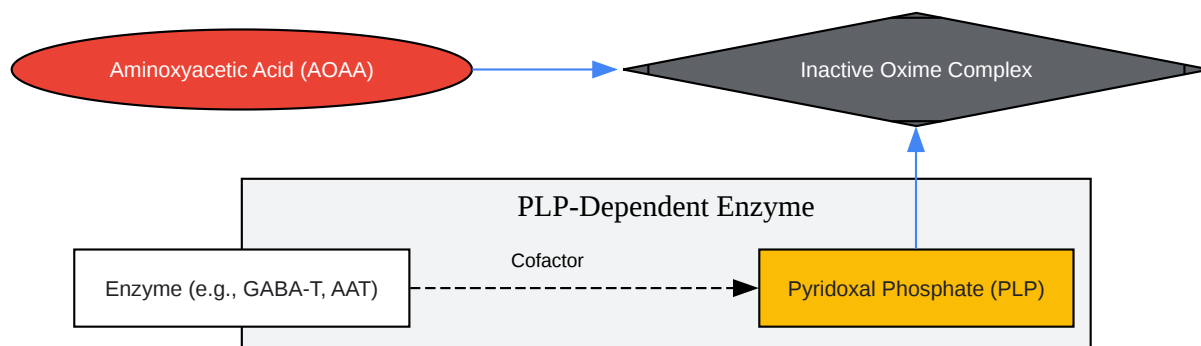 Aminoxyacetic Acid (AOAA)
Inactive Oxime Complex
PLP-Dependent Enzyme
Cofactor
Enzyme (e.g., GABA-T, AAT)
Pyridoxal Phosphate (PLP)